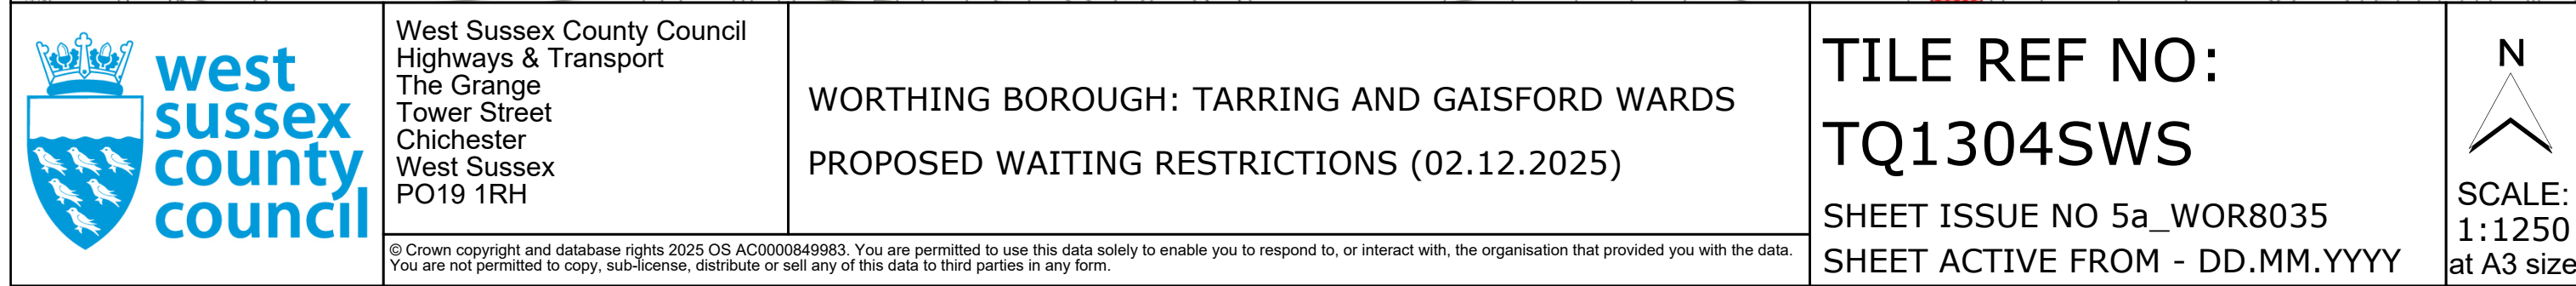 west
sussex
county
council
West Sussex County Council
Highways & Transport
The Grange
Tower Street
Chichester
West Sussex
PO19 1RH
WORTHING BOROUGH: TARRING AND GAISFORD WARDS
PROPOSED WAITING RESTRICTIONS (02.12.2025)
© Crown copyright and database rights 2025 OS AC0000849983. You are permitted to use this data solely to enable you to respond to, or interact with, the organisation that provided you with the data.
You are not permitted to copy, sub-license, distribute or sell any of this data to third parties in any form.
TILE REF NO:
TQ1304SWS
SHEET ISSUE NO 5a_WOR8035
SHEET ACTIVE FROM - DD.MM.YYYY
N
SCALE:
1:1250
at A3 size